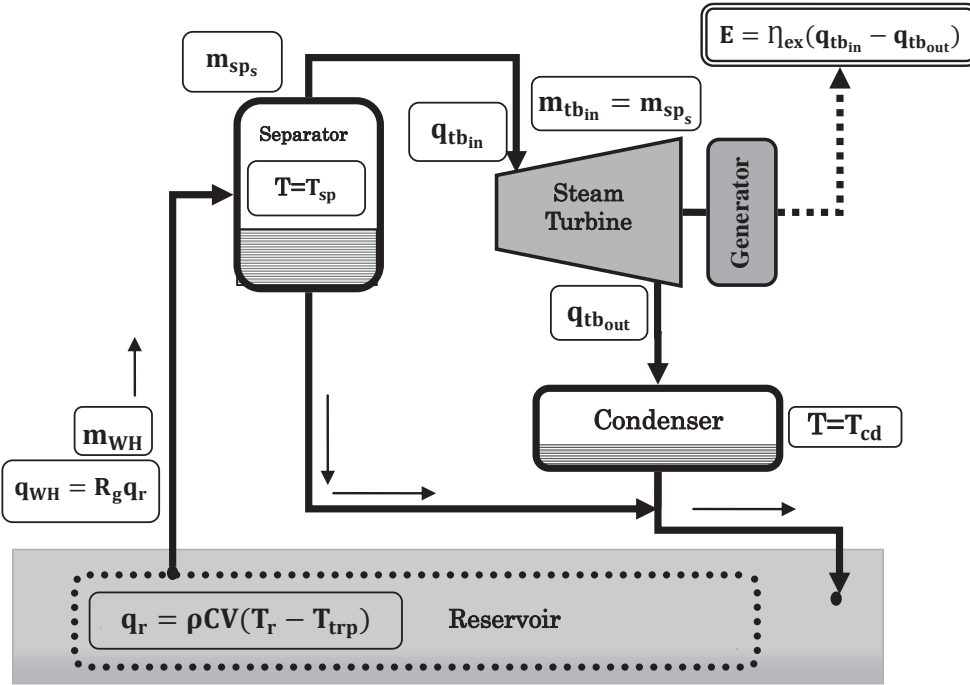 E = η_ex(q_tb_in − q_tb_out)
m_sp_s
m_tb_in = m_sp_s
Separator
q_tb_in
T=T_sp
Steam
Turbine
Generator
q_tb_out
Condenser
T=T_cd
m_WH
q_WH = R_g q_r
q_r = ρCV(T_r − T_trp)
Reservoir